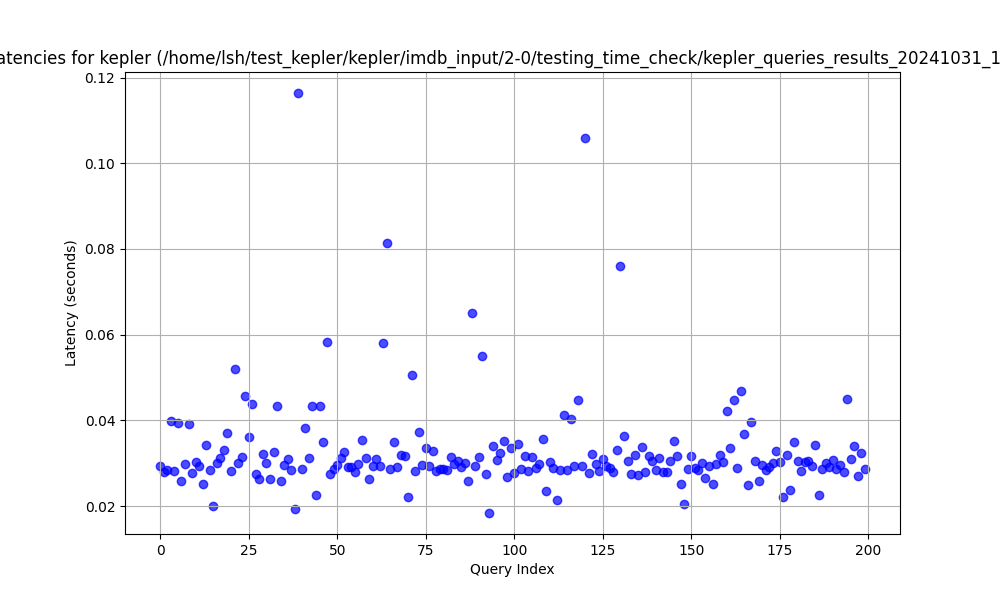 atencies for kepler (/home/lsh/test_kepler/kepler/imdb_input/2-0/testing_time_check/kepler_queries_results_20241031_1
0.12
0.10
0.08
0.06
0.04
0.02
Latency (seconds)
0 25 50 75 100 125 150 175 200
Query Index